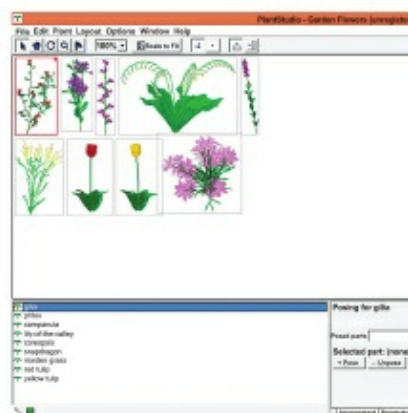 PlantStudio - Garden Flowers (unregiste
File Edit Plant Layout Options Window Help
100% Scale to Fit
gilia
phlox
campanula
lily of the valley
coreopsis
snapdragon
maiden grass
red tulip
yellow tulip
Posing for gilia
Posed parts
Selected part: (none
+ Pose - Unpose